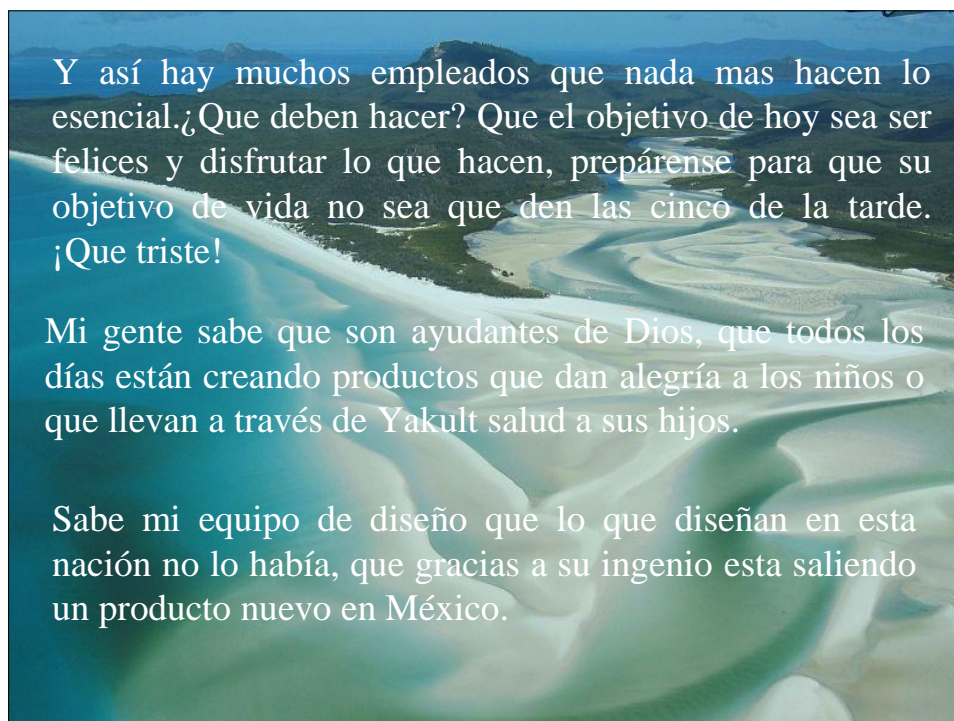 Y así hay muchos empleados que nada mas hacen lo
esencial.¿Que deben hacer? Que el objetivo de hoy sea ser
felices y disfrutar lo que hacen, prepárense para que su
objetivo de vida no sea que den las cinco de la tarde.
¡Que triste!
Mi gente sabe que son ayudantes de Dios, que todos los
días están creando productos que dan alegría a los niños o
que llevan a través de Yakult salud a sus hijos.
Sabe mi equipo de diseño que lo que diseñan en esta
nación no lo había, que gracias a su ingenio esta saliendo
un producto nuevo en México.